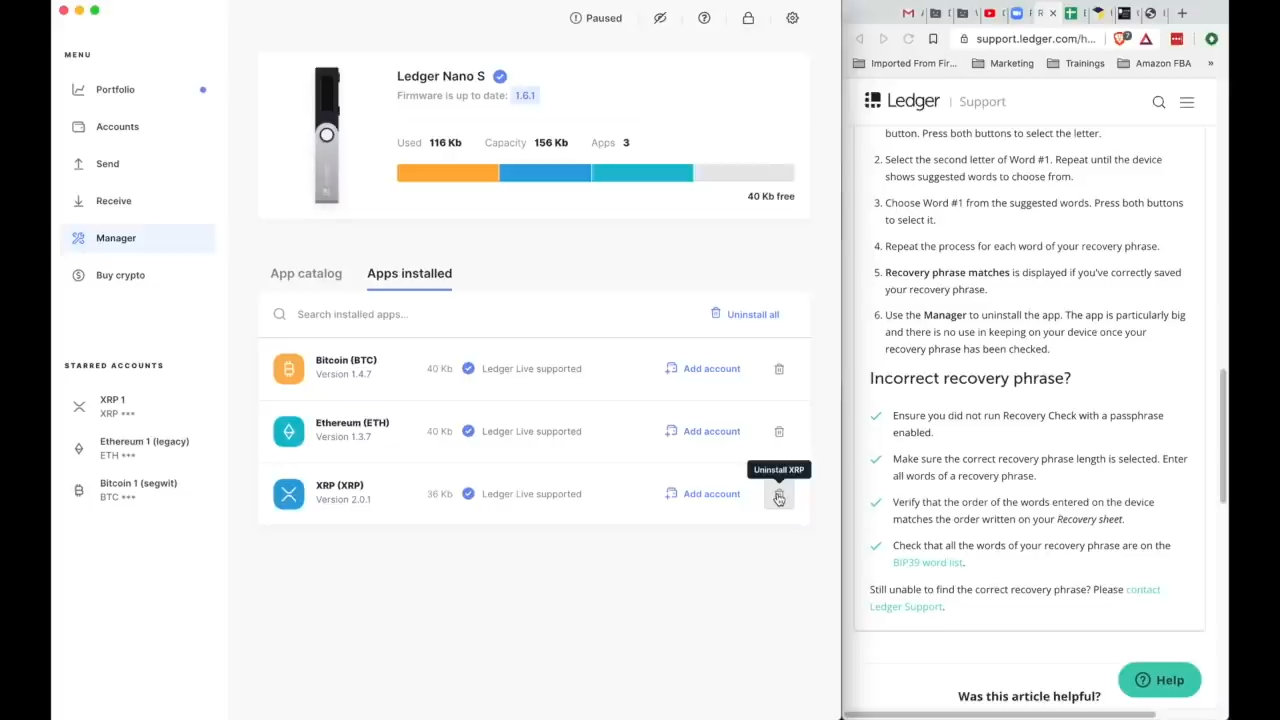 Paused
MENU
Portfolio
Accounts
Send
Receive
Manager
Buy crypto
STARRED ACCOUNTS
XRP 1
XRP ***
Ethereum 1 (legacy)
ETH ***
Bitcoin 1 (segwit)
BTC ***
Ledger Nano S
Firmware is up to date: 1.6.1
Used 116 Kb Capacity 156 Kb Apps 3
40 Kb free
App catalog Apps installed
Search installed apps... Uninstall all
Bitcoin (BTC)
Version 1.4.7
40 Kb Ledger Live supported Add account
Ethereum (ETH)
Version 1.3.7
40 Kb Ledger Live supported Add account
Uninstall XRP
XRP (XRP)
Version 2.0.1
36 Kb Ledger Live supported Add account
R
support.ledger.com/h...
Imported From Fir... Marketing Trainings Amazon FBA »
Ledger | Support
button. Press both buttons to select the letter.
2. Select the second letter of Word #1. Repeat until the device
shows suggested words to choose from.
3. Choose Word #1 from the suggested words. Press both buttons
to select it.
4. Repeat the process for each word of your recovery phrase.
5. Recovery phrase matches is displayed if you've correctly saved
your recovery phrase.
6. Use the Manager to uninstall the app. The app is particularly big
and there is no use in keeping on your device once your
recovery phrase has been checked.
Incorrect recovery phrase?
Ensure you did not run Recovery Check with a passphrase
enabled.
Make sure the correct recovery phrase length is selected. Enter
all words of a recovery phrase.
Verify that the order of the words entered on the device
matches the order written on your Recovery sheet.
Check that all the words of your recovery phrase are on the
BIP39 word list.
Still unable to find the correct recovery phrase? Please contact
Ledger Support.
Help
Was this article helpful?